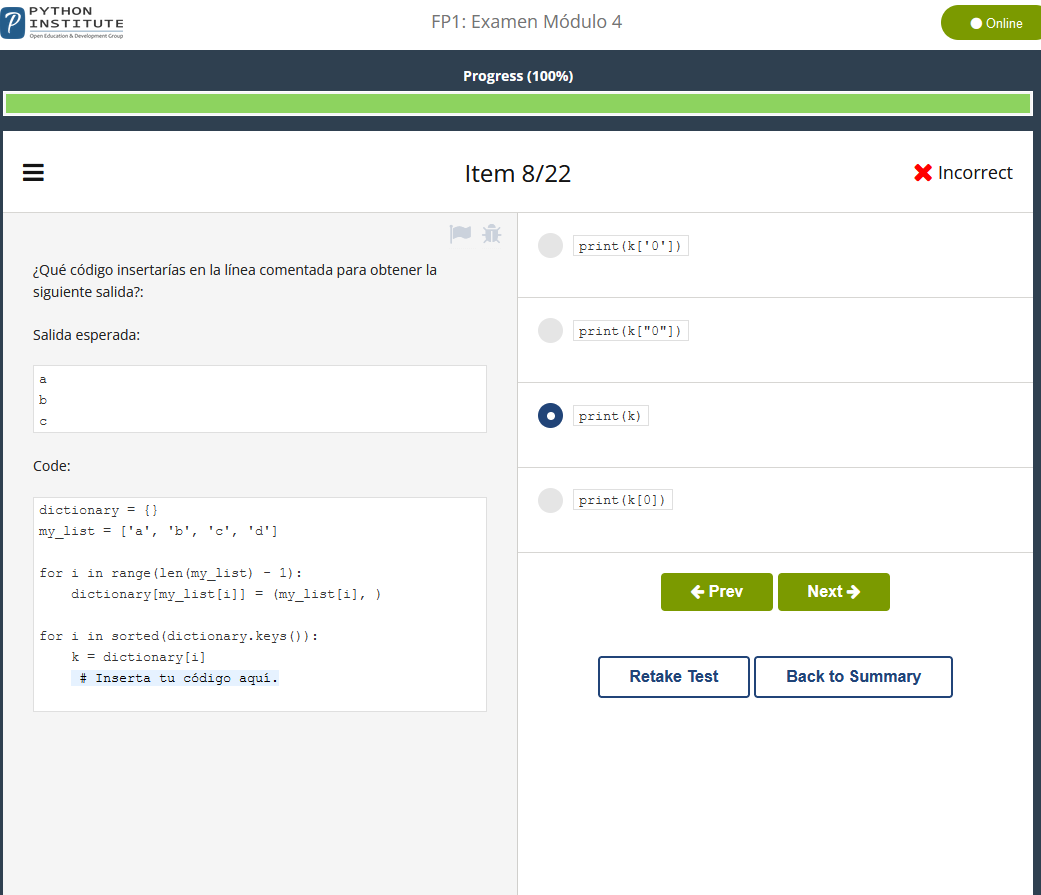 PYTHON
INSTITUTE
Open Education & Development Group
FP1: Examen Módulo 4
Online
Progress (100%)
Item 8/22
Incorrect
¿Qué código insertarías en la línea comentada para obtener la
siguiente salida?:
Salida esperada:
a
b
c
Code:
dictionary = {}
my_list = ['a', 'b', 'c', 'd']
for i in range(len(my_list) - 1):
    dictionary[my_list[i]] = (my_list[i], )
for i in sorted(dictionary.keys()):
    k = dictionary[i]
    # Inserta tu código aquí.
print(k['0'])
print(k["0"])
print(k)
print(k[0])
Prev
Next
Retake Test
Back to Summary